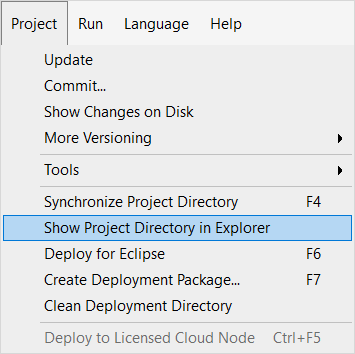 Project Run Language Help
Update
Commit...
Show Changes on Disk
More Versioning
Tools
Synchronize Project Directory F4
Show Project Directory in Explorer
Deploy for Eclipse F6
Create Deployment Package... F7
Clean Deployment Directory
Deploy to Licensed Cloud Node Ctrl+F5